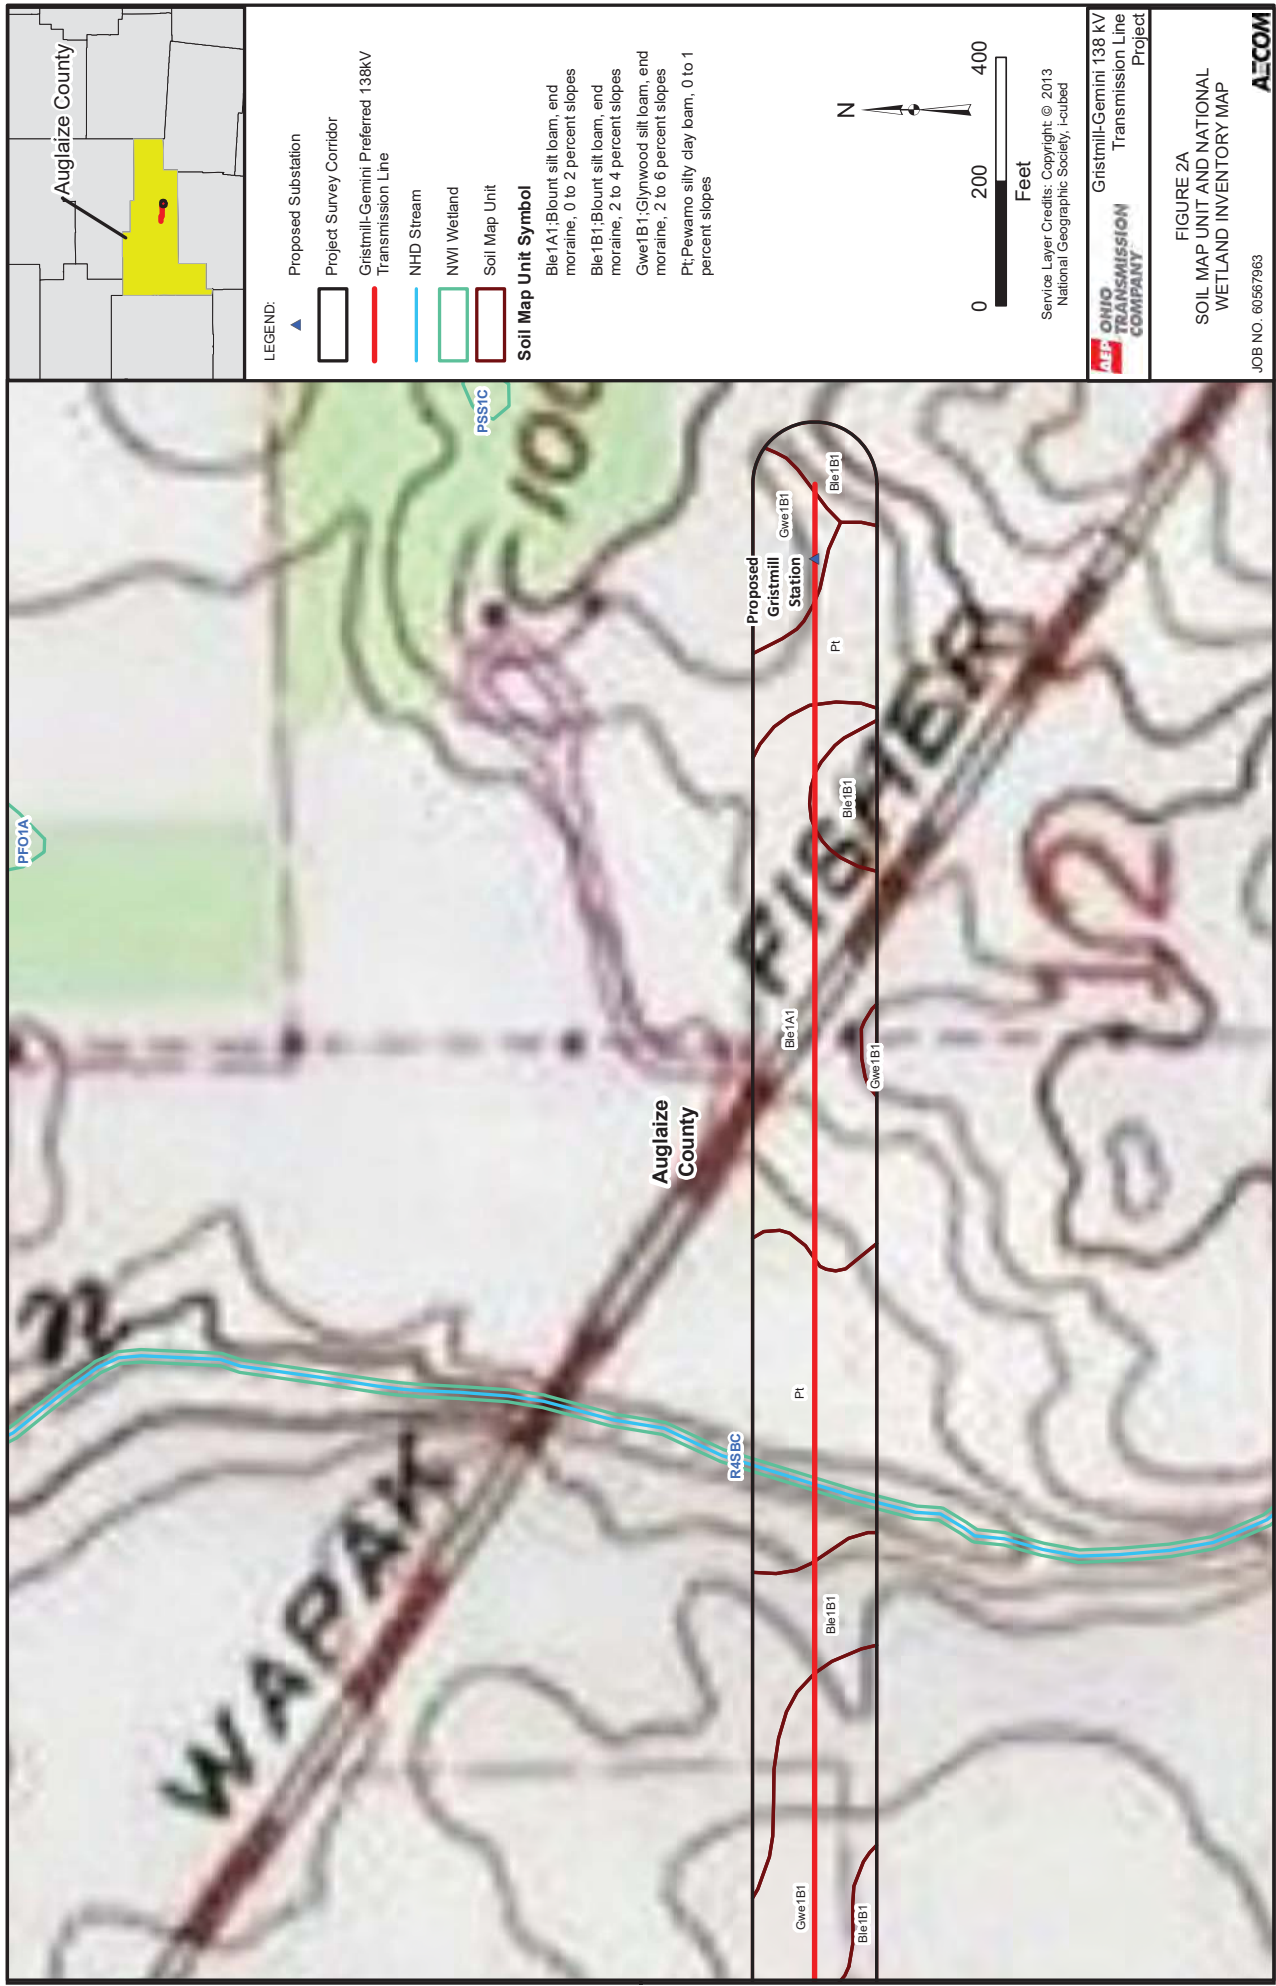 Auglaize County
LEGEND:
Proposed Substation
Project Survey Corridor
Gristmill-Gemini Preferred 138kV
Transmission Line
NHD Stream
NWI Wetland
Soil Map Unit
Soil Map Unit Symbol
Ble1A1;Blount silt loam, end
moraine, 0 to 2 percent slopes
Ble1B1;Blount silt loam, end
moraine, 2 to 4 percent slopes
Gwe1B1;Glynwood silt loam, end
moraine, 2 to 6 percent slopes
Pt;Pewamo silty clay loam, 0 to 1
percent slopes
N
0 200 400
Feet
Service Layer Credits: Copyright: © 2013
National Geographic Society, i-cubed
AEP OHIO
TRANSMISSION
COMPANY
Gristmill-Gemini 138 kV
Transmission Line
Project
FIGURE 2A
SOIL MAP UNIT AND NATIONAL
WETLAND INVENTORY MAP
JOB NO. 60567963
AECOM
PFO1A
PSS1C
100
WAPAK
FISHER
n
2
Auglaize
County
R4SBC
Proposed
Gristmill
Station
Gwe1B1
Ble1B1
Pt
Ble1B1
Ble1A1
Gwe1B1
Pt
Ble1B1
Gwe1B1
Ble1B1